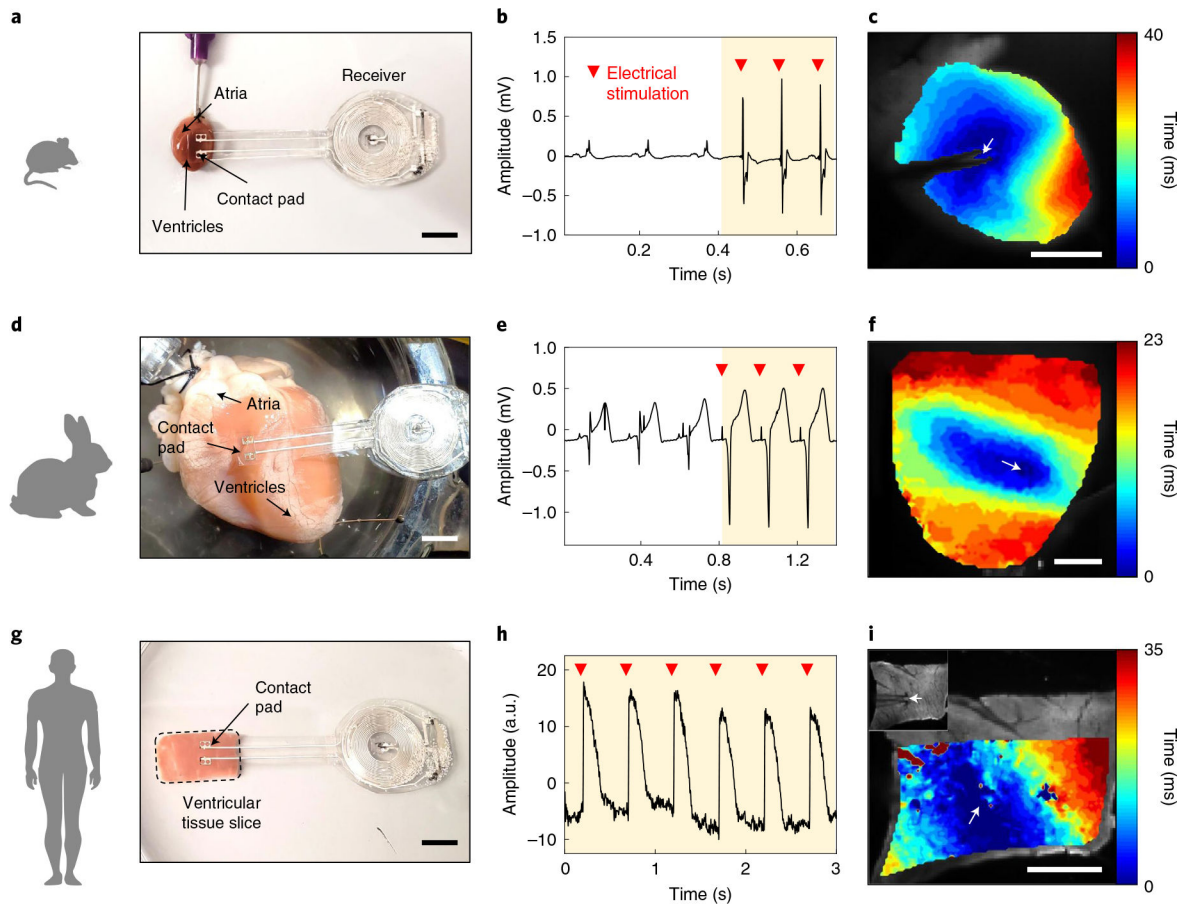 a
Receiver
Atria
Contact pad
Ventricles
b
Amplitude (mV)
1.5
1.0
0.5
0
–0.5
–1.0
Electrical
stimulation
0.2
0.4
0.6
Time (s)
c
40
Time (ms)
0
d
Atria
Contact
pad
Ventricles
e
Amplitude (mV)
1.0
0.5
0
–0.5
–1.0
0.4
0.8
1.2
Time (s)
f
23
Time (ms)
0
g
Contact
pad
Ventricular
tissue slice
h
Amplitude (a.u.)
20
10
0
–10
0
1
2
3
Time (s)
i
35
Time (ms)
0